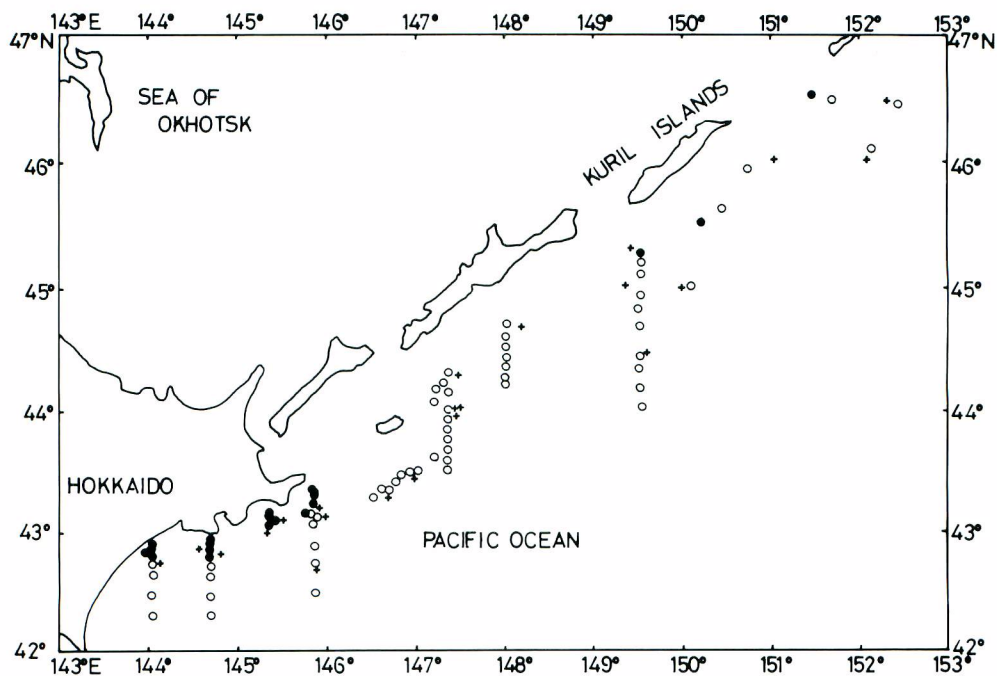 143°E 144° 145° 146° 147° 148° 149° 150° 151° 152° 153°
47°N 47°N
SEA OF
OKHOTSK
KURIL ISLANDS
46° 46°
45° 45°
44° 44°
HOKKAIDO
43° 43°
PACIFIC OCEAN
42° 42°
143°E 144° 145° 146° 147° 148° 149° 150° 151° 152° 153°